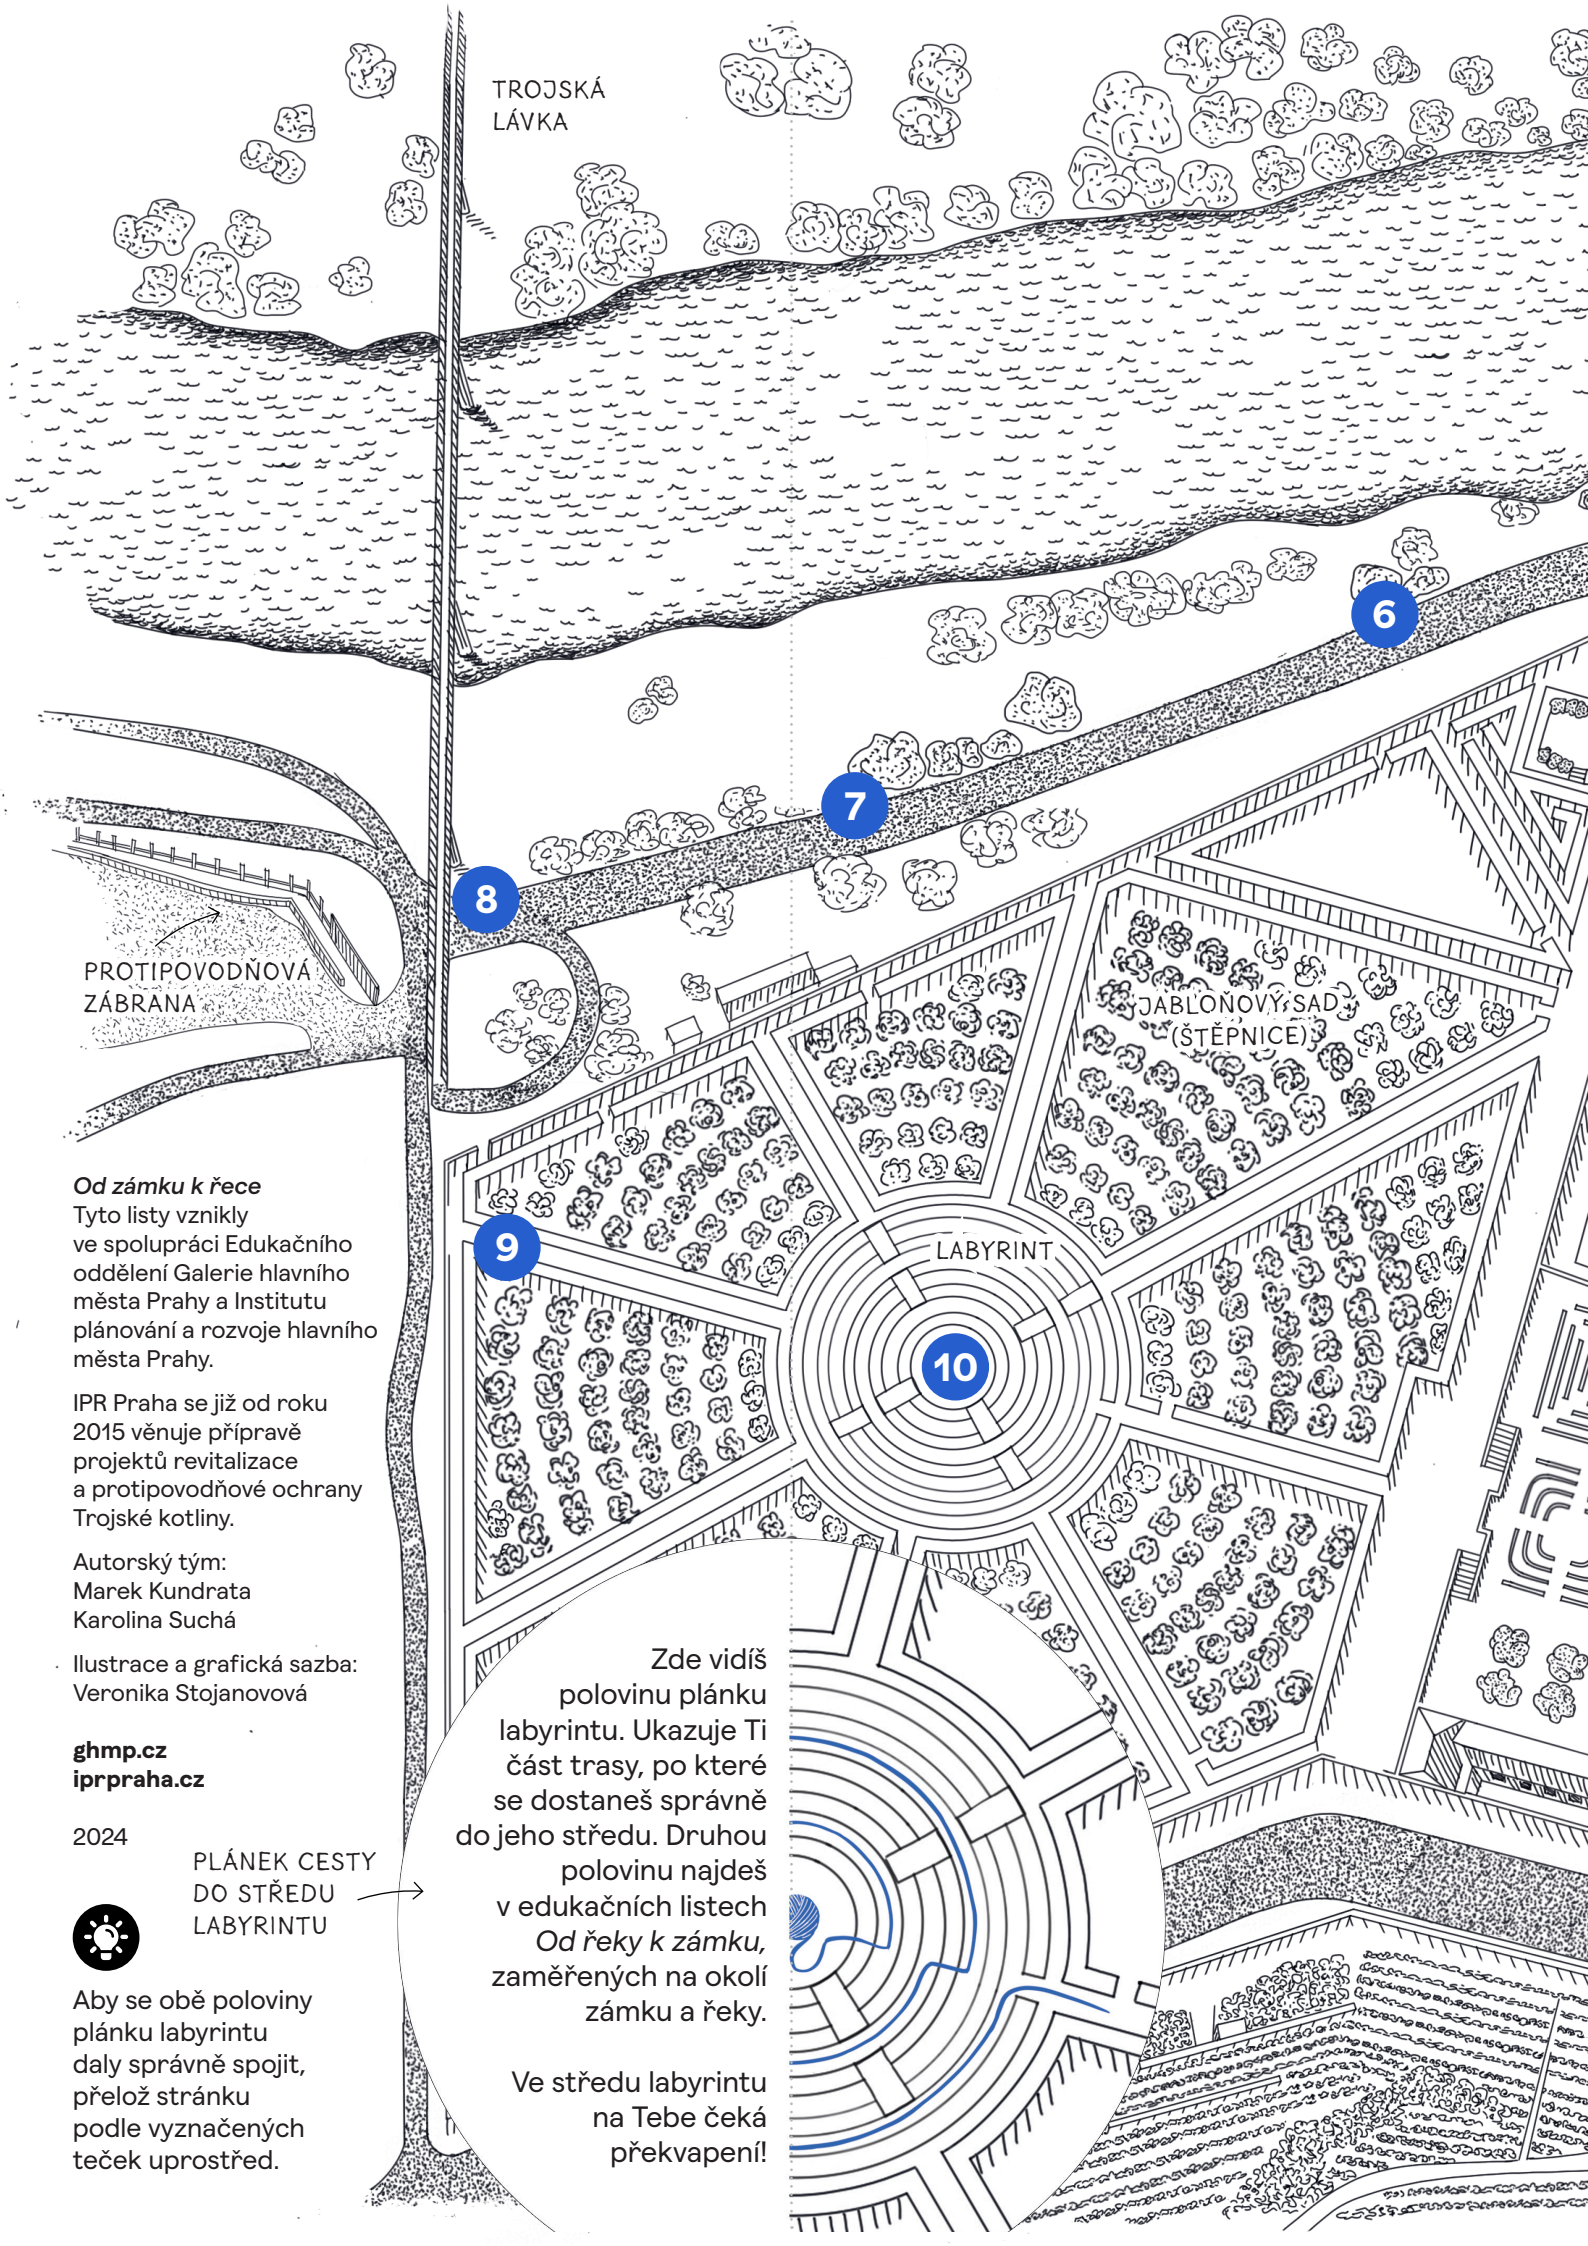 TROJSKÁ
LÁVKA
6
7
8
PROTIPOVODŇOVÁ
ZÁBRANA
JABLOŇOVÝ SAD
(ŠTĚPNICE)
9
LABYRINT
10
Od zámku k řece
Tyto listy vznikly
ve spolupráci Edukačního
oddělení Galerie hlavního
města Prahy a Institutu
plánování a rozvoje hlavního
města Prahy.
IPR Praha se již od roku
2015 věnuje přípravě
projektů revitalizace
a protipovodňové ochrany
Trojské kotliny.
Autorský tým:
Marek Kundrata
Karolina Suchá
Ilustrace a grafická sazba:
Veronika Stojanovová
ghmp.cz
iprpraha.cz
2024
PLÁNEK CESTY
DO STŘEDU
LABYRINTU
Aby se obě poloviny
plánku labyrintu
daly správně spojit,
přelož stránku
podle vyznačených
teček uprostřed.
Zde vidíš
polovinu plánku
labyrintu. Ukazuje Ti
část trasy, po které
se dostaneš správně
do jeho středu. Druhou
polovinu najdeš
v edukačních listech
Od řeky k zámku,
zaměřených na okolí
zámku a řeky.
Ve středu labyrintu
na Tebe čeká
překvapení!